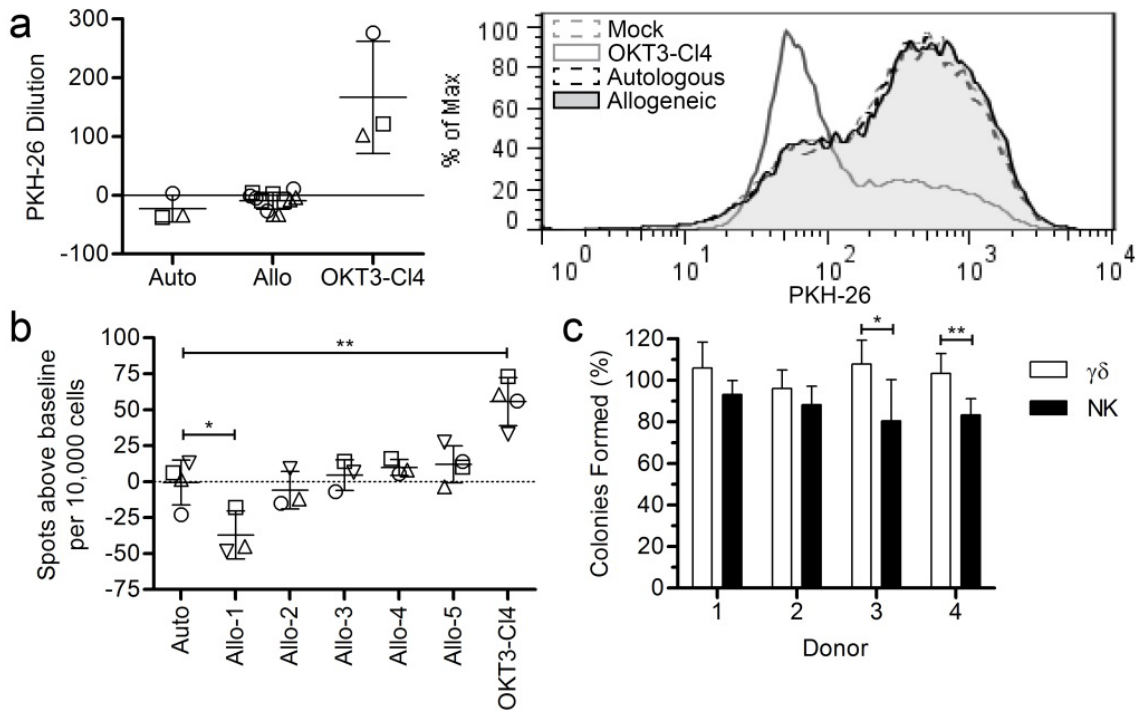 a
300
200
100
0
-100
PKH-26 Dilution
Auto
Allo
OKT3-Cl4
100
80
60
40
20
0
% of Max
Mock
OKT3-Cl4
Autologous
Allogeneic
10^0
10^1
10^2
10^3
10^4
PKH-26
b
100
75
50
25
0
-25
-50
-75
Spots above baseline
per 10,000 cells
*
**
Auto
Allo-1
Allo-2
Allo-3
Allo-4
Allo-5
OKT3-Cl4
c
120
100
80
60
40
20
0
Colonies Formed (%)
*
**
γδ
NK
1
2
3
4
Donor